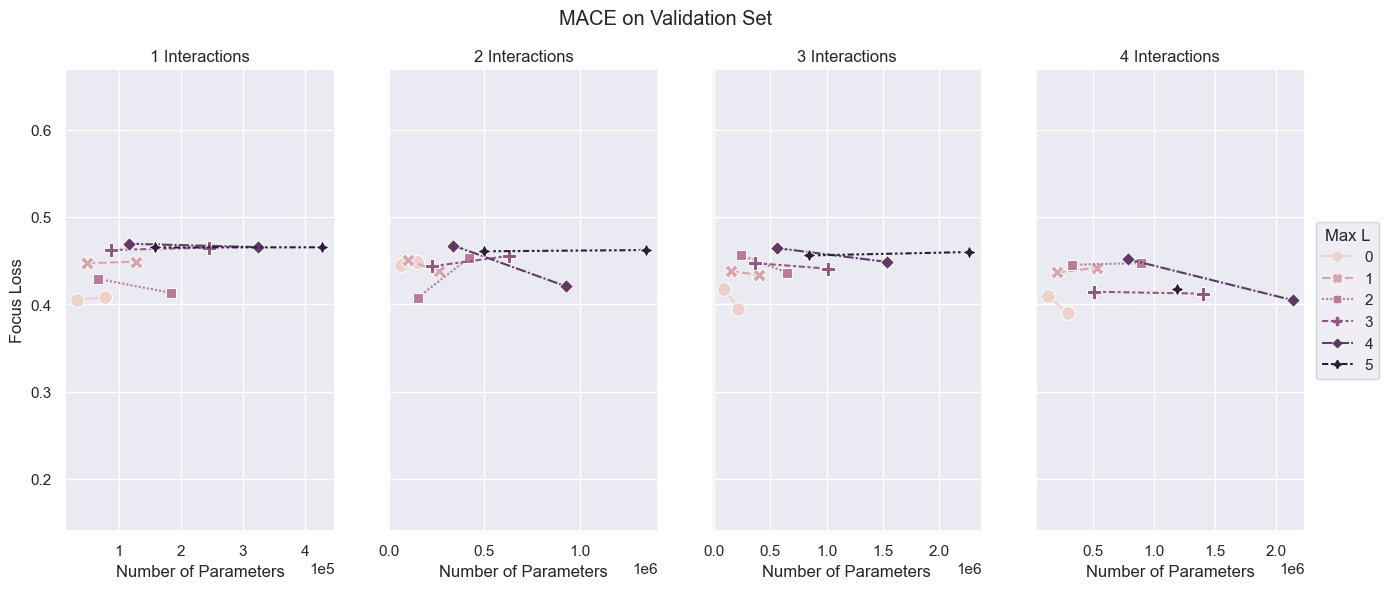 MACE on Validation Set
1 Interactions
2 Interactions
3 Interactions
4 Interactions
Focus Loss
0.6
0.5
0.4
0.3
0.2
1 2 3 4
1e5
Number of Parameters
0.0 0.5 1.0
1e6
Number of Parameters
0.0 0.5 1.0 1.5 2.0
1e6
Number of Parameters
0.5 1.0 1.5 2.0
1e6
Number of Parameters
Max L
0
1
2
3
4
5